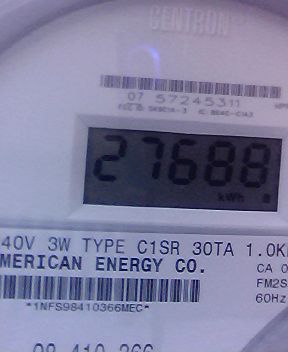 CENTRON
07 57245311
27688
kWh
40V 3W TYPE C1SR 30TA 1.0K
MERICAN ENERGY CO.
CA 0
FM2S
60Hz
*1NFS98410366MEC*